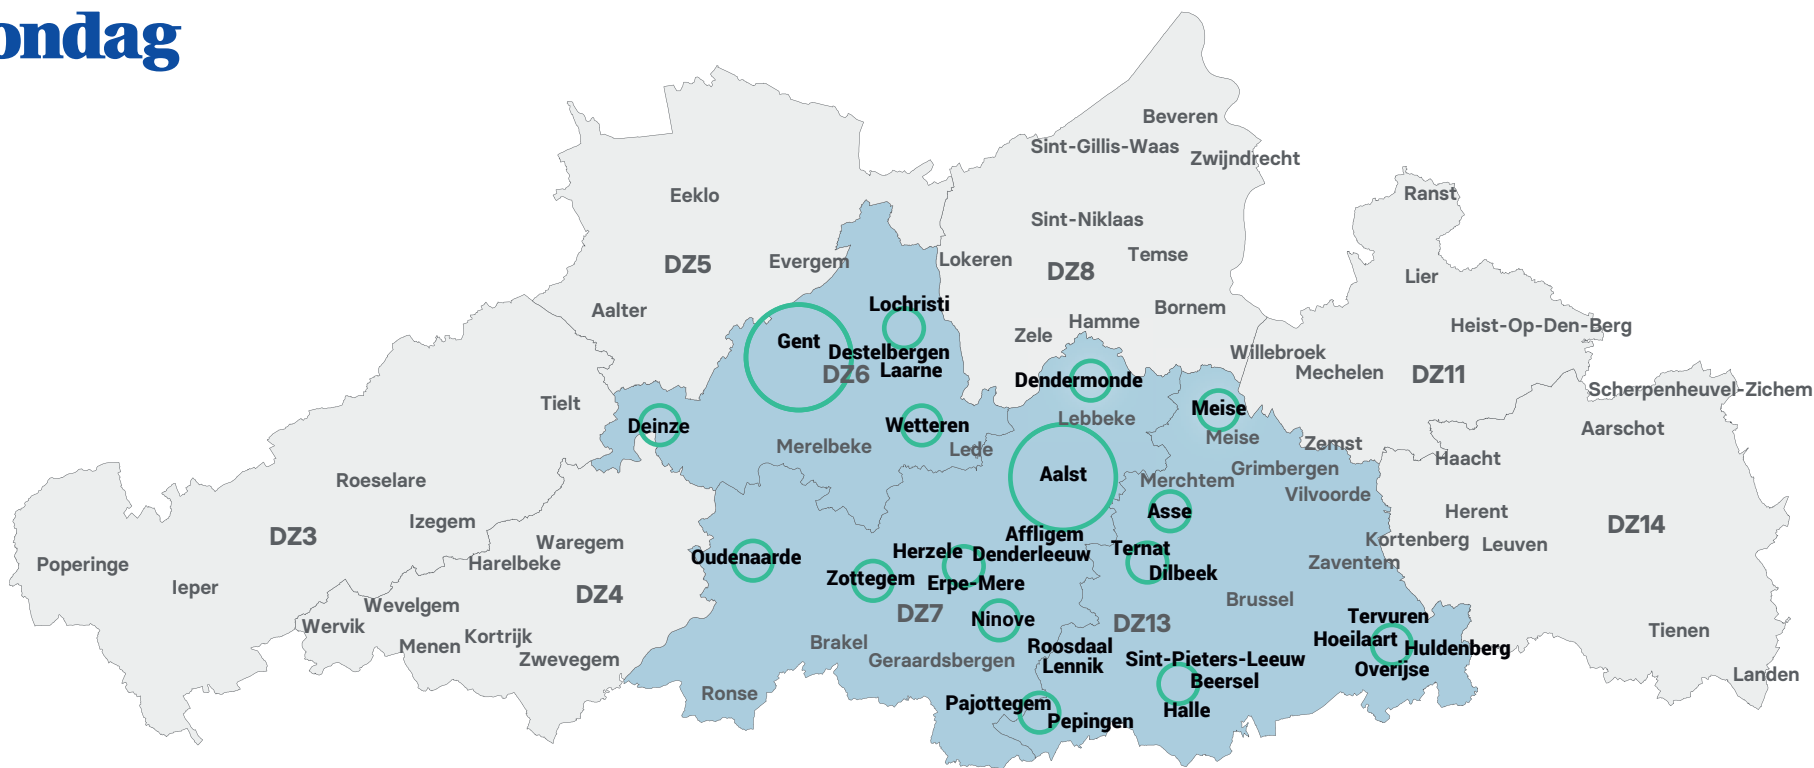 ondag
Beveren
Sint-Gillis-Waas
Zwijndrecht
Ranst
Eeklo
Sint-Niklaas
Temse
Evergem
Lokeren
DZ5
DZ8
Lier
Lochristi
Bornem
Aalter
Hamme
Heist-Op-Den-Berg
Zele
Gent
Destelbergen
Willebroek
DZ6
Laarne
Mechelen
DZ11
Dendermonde
Scherpenheuvel-Zichem
Tielt
Meise
Lebbeke
Deinze
Wetteren
Aarschot
Meise
Zemst
Merelbeke
Lede
Haacht
Grimbergen
Aalst
Roeselare
Merchtem
Vilvoorde
Asse
Herent
Izegem
DZ14
DZ3
Affligem
Waregem
Kortenberg
Leuven
Herzele
Denderleeuw
Ternat
Oudenaarde
Poperinge
Harelbeke
Zaventem
Dilbeek
Zottegem
Erpe-Mere
Ieper
DZ4
Brussel
Wevelgem
DZ7
Ninove
DZ13
Tervuren
Wervik
Kortrijk
Hoeilaart
Tienen
Menen
Brakel
Roosdaal
Huldenberg
Zwevegem
Geraardsbergen
Lennik
Sint-Pieters-Leeuw
Overijse
Beersel
Landen
Ronse
Pajottegem
Halle
Pepingen